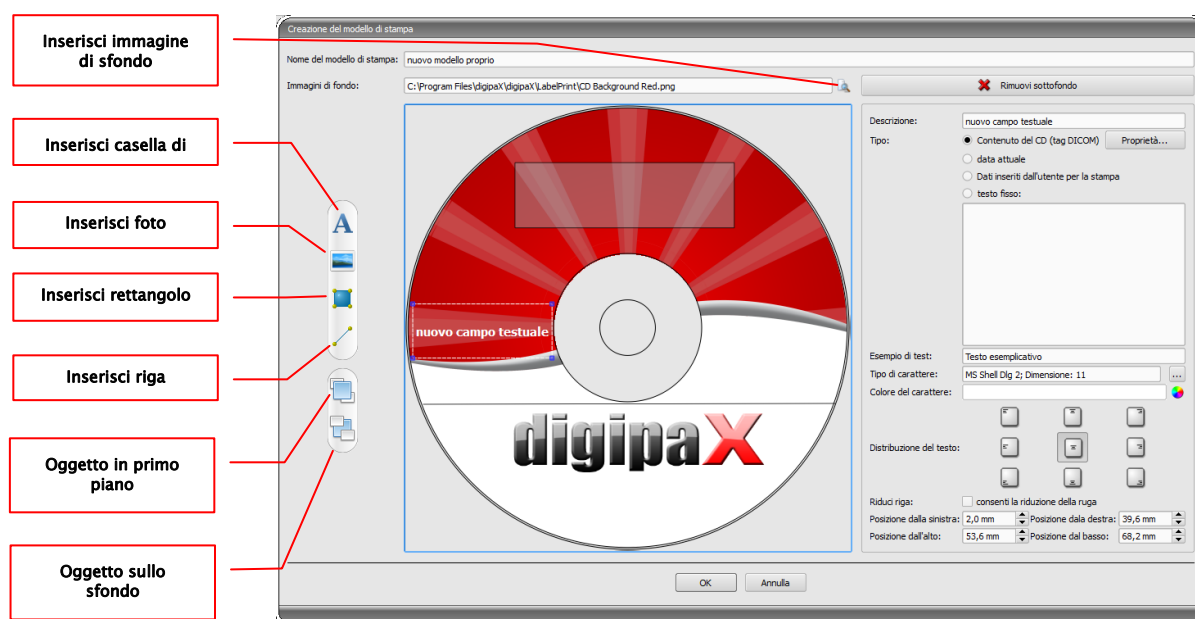 Inserisci immagine
di sfondo
Inserisci casella di
Inserisci foto
Inserisci rettangolo
Inserisci riga
Oggetto in primo
piano
Oggetto sullo
sfondo
Creazione del modello di stampa
Nome del modello di stampa: nuovo modello proprio
Immagini di fondo: C:\Program Files\digipaX\digipaX\LabelPrint\CD Background Red.png
Rimuovi sottofondo
A
nuovo campo testuale
digipaX
Descrizione: nuovo campo testuale
Tipo: Contenuto del CD (tag DICOM) Proprietà...
data attuale
Dati inseriti dall'utente per la stampa
testo fisso:
Esempio di test: Testo esemplicativo
Tipo di carattere: MS Shell Dlg 2; Dimensione: 11 ...
Colore del carattere:
Distribuzione del testo:
Riduci riga: consenti la riduzione della ruga
Posizione dalla sinistra: 2,0 mm Posizione dala destra: 39,6 mm
Posizione dall'alto: 53,6 mm Posizione dal basso: 68,2 mm
OK Annulla